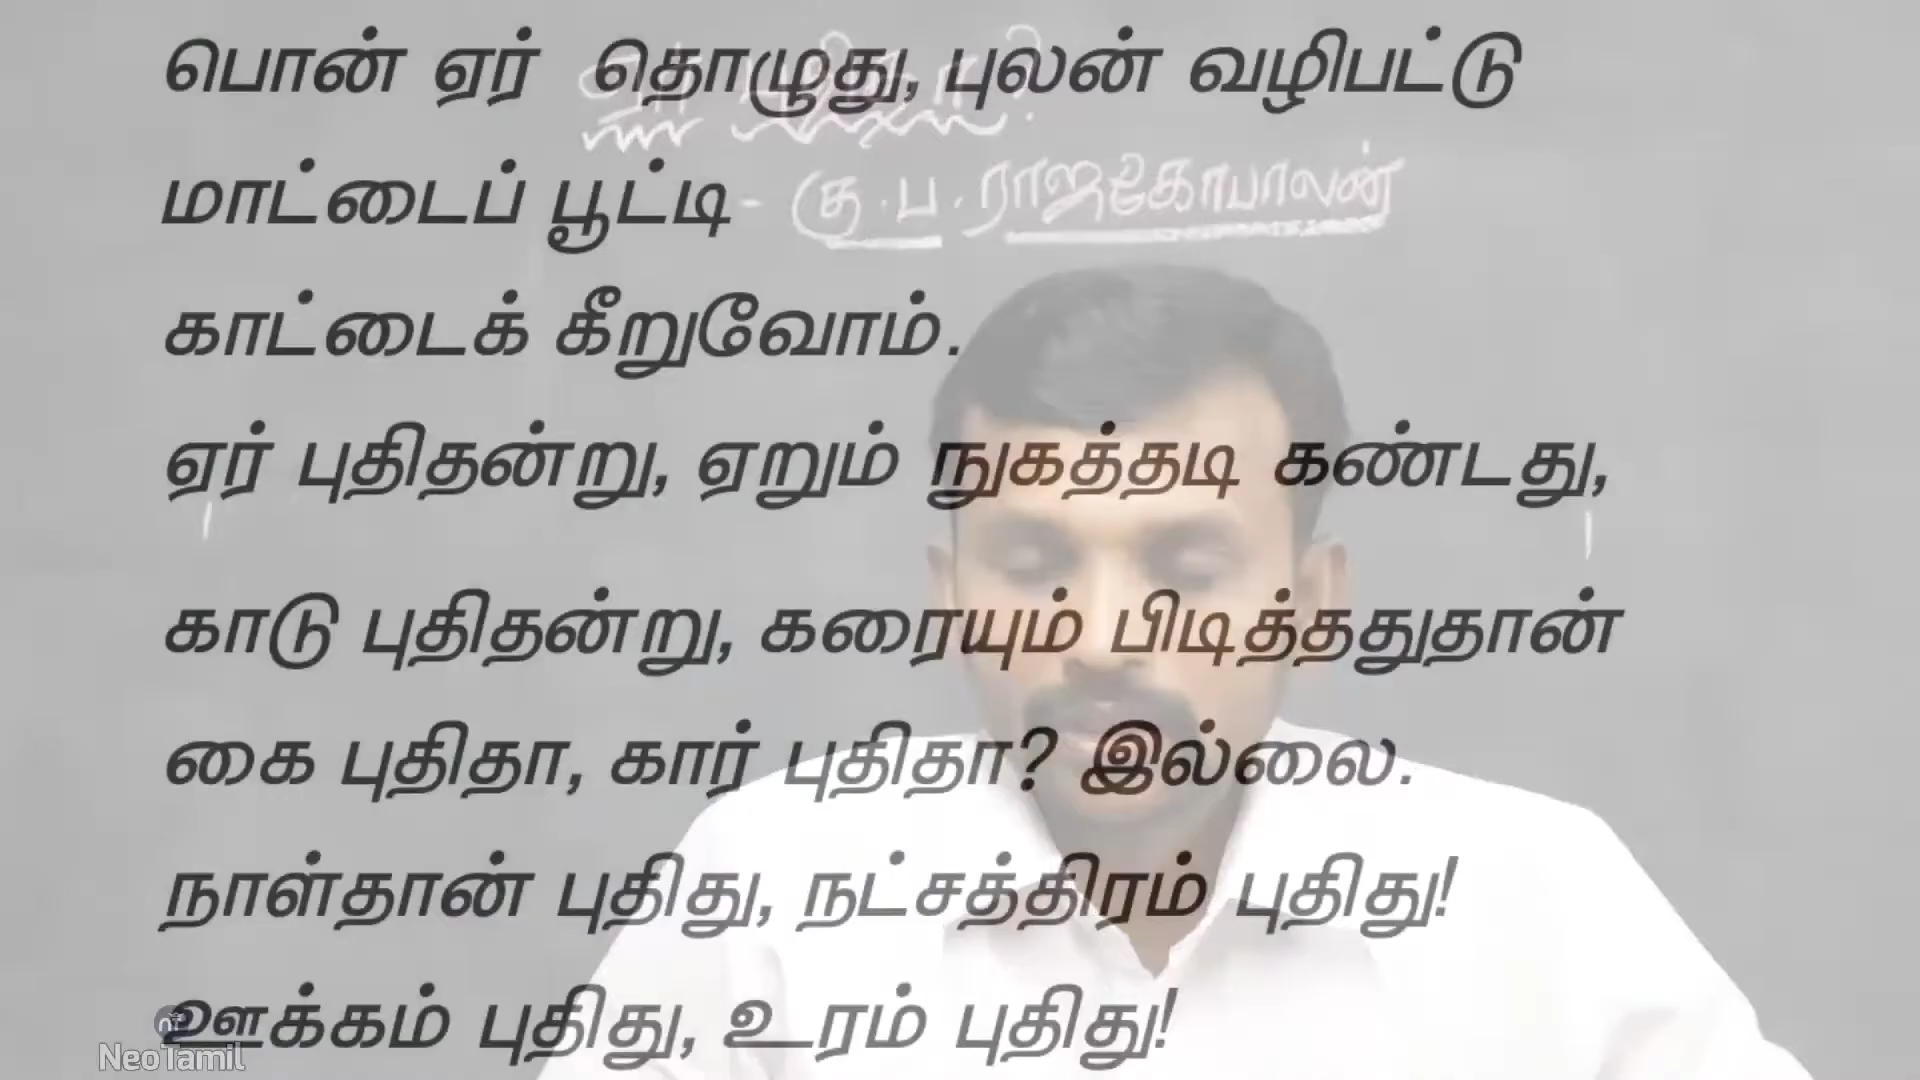 பொன் ஏர் தொழுது, புலன் வழிபட்டு
ஏர் புதிதா?
மாட்டைப் பூட்டி
- கு.ப.ராஜகோபாலன்
காட்டைக் கீறுவோம்.
ஏர் புதிதன்று, ஏறும் நுகத்தடி கண்டது,
காடு புதிதன்று, கரையும் பிடித்ததுதான்
கை புதிதா, கார் புதிதா? இல்லை.
நாள்தான் புதிது, நட்சத்திரம் புதிது!
ஊக்கம் புதிது, உரம் புதிது!
NeoTamil